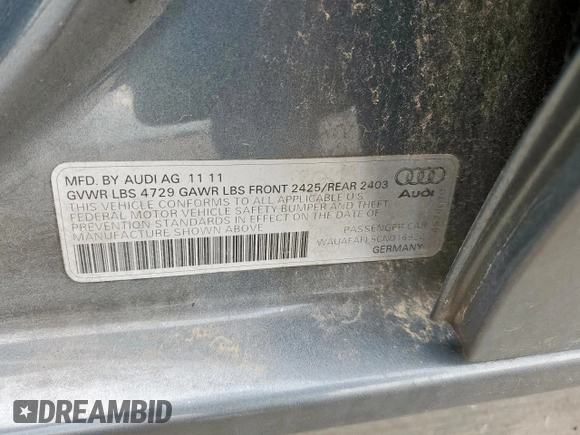 MFD. BY AUDI AG 11 11
GVWR LBS 4729 GAWR LBS FRONT 2425/REAR 2403
THIS VEHICLE CONFORMS TO ALL APPLICABLE U.S.
FEDERAL MOTOR VEHICLE SAFETY BUMPER AND THEFT
PREVENTION STANDARDS IN EFFECT ON THE DATE OF
MANUFACTURE SHOWN ABOVE
Audi
PASSENGER CAR
GERMANY
DREAMBID